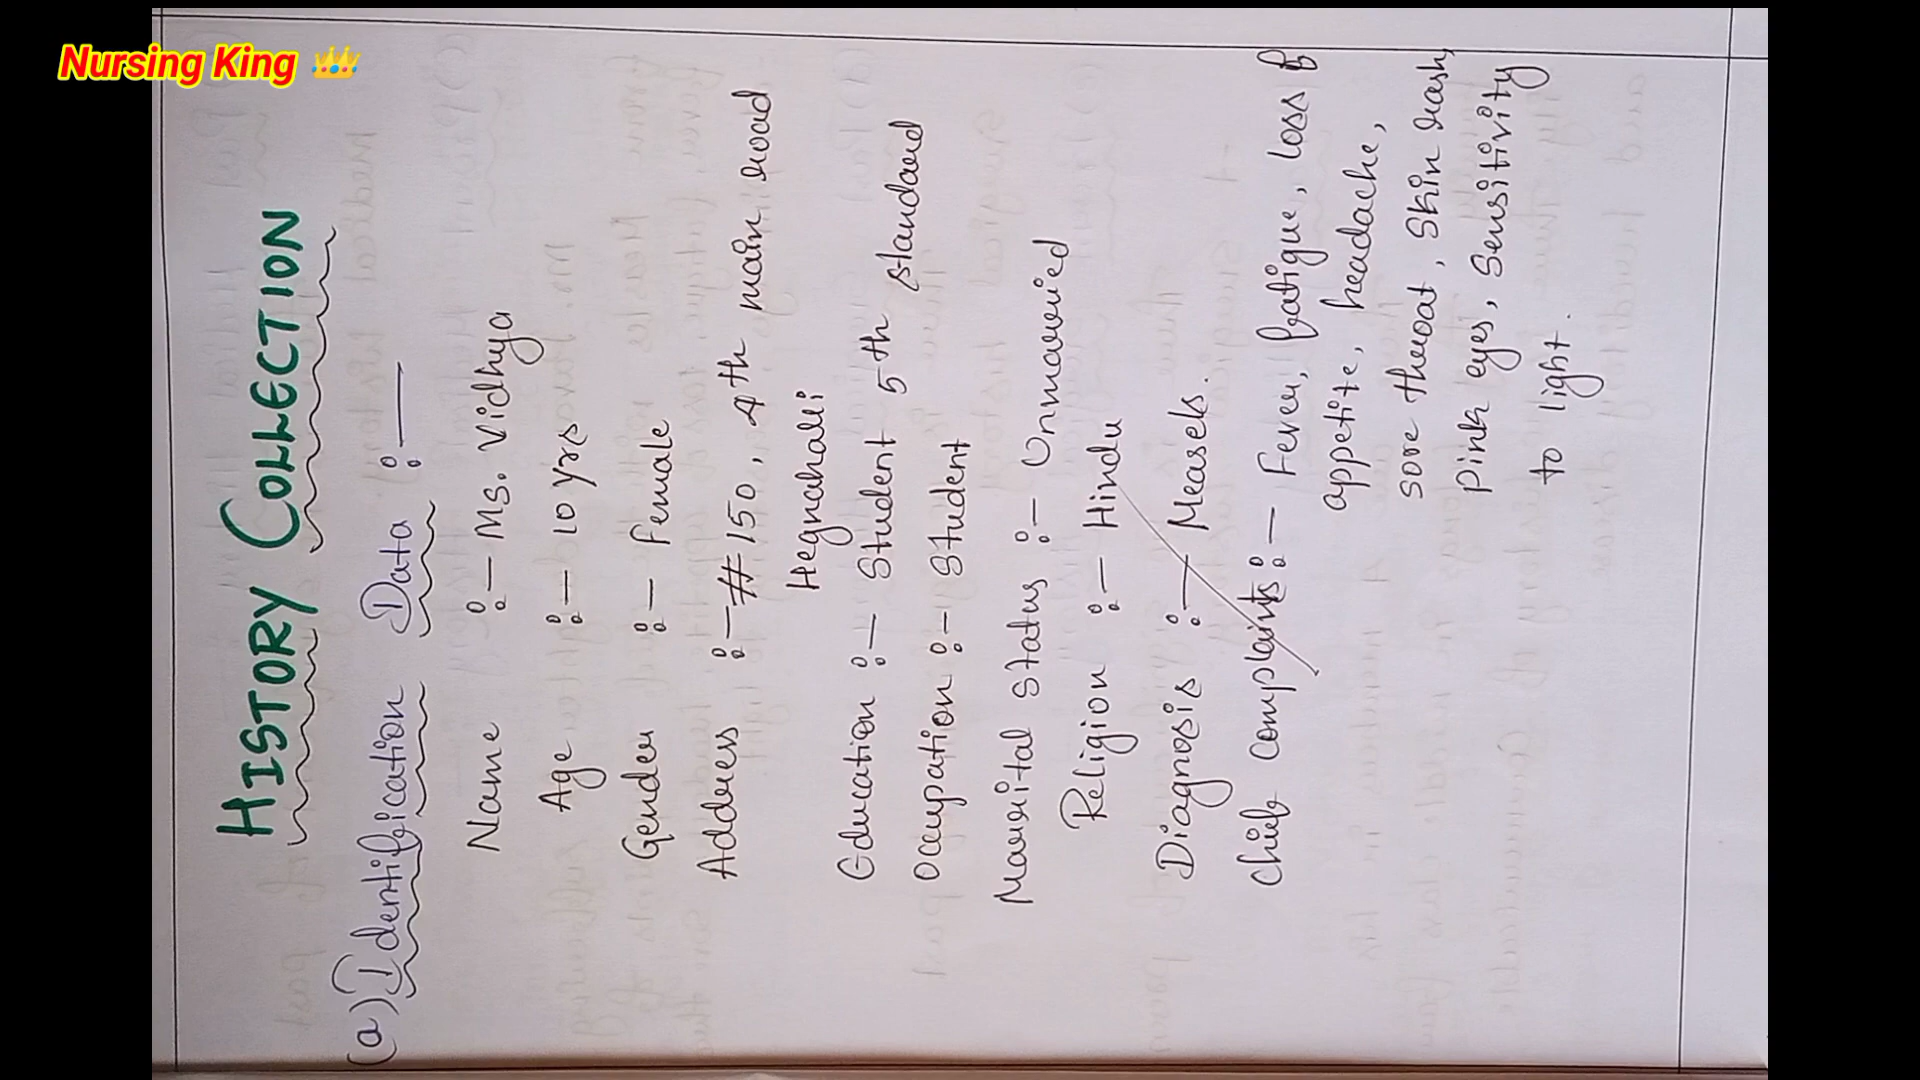 Nursing King 👑
HISTORY COLLECTION
(a) Identification Data :-
Name :- Ms. Vidhya
Age :- 10 yrs
Gender :- Female
Address :- #150, 4th main road
Hegnahalli
Education :- Student 5th standard
Occupation :- Student
Marrital status :- Unmarried
Religion :- Hindu
Diagnosis :- Measels.
Chief complaints :- Fever, fatigue, loss of
appetite, headache,
sore throat, skin rash,
pink eyes, sensitivity
to light.